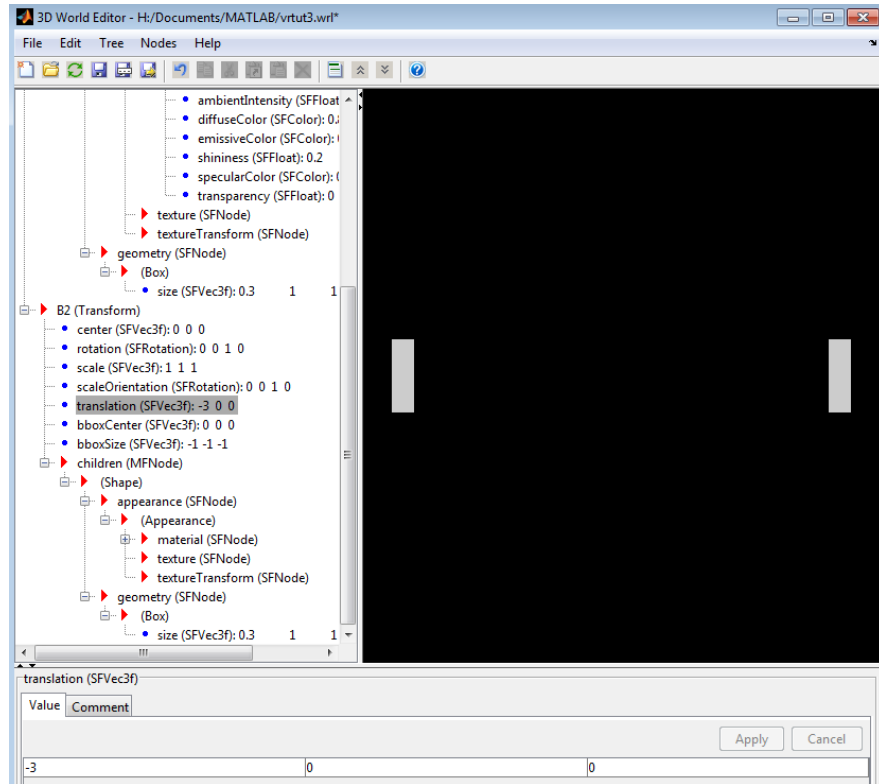 3D World Editor - H:/Documents/MATLAB/vrtut3.wrl*
File Edit Tree Nodes Help
ambientIntensity (SFFloat
diffuseColor (SFColor): 0.
emissiveColor (SFColor):
shininess (SFFloat): 0.2
specularColor (SFColor): (
transparency (SFFloat): 0
texture (SFNode)
textureTransform (SFNode)
geometry (SFNode)
(Box)
size (SFVec3f): 0.3 1 1
B2 (Transform)
center (SFVec3f): 0 0 0
rotation (SFRotation): 0 0 1 0
scale (SFVec3f): 1 1 1
scaleOrientation (SFRotation): 0 0 1 0
translation (SFVec3f): -3 0 0
bboxCenter (SFVec3f): 0 0 0
bboxSize (SFVec3f): -1 -1 -1
children (MFNode)
(Shape)
appearance (SFNode)
(Appearance)
material (SFNode)
texture (SFNode)
textureTransform (SFNode)
geometry (SFNode)
(Box)
size (SFVec3f): 0.3 1 1
translation (SFVec3f)
Value Comment
Apply Cancel
-3 0 0